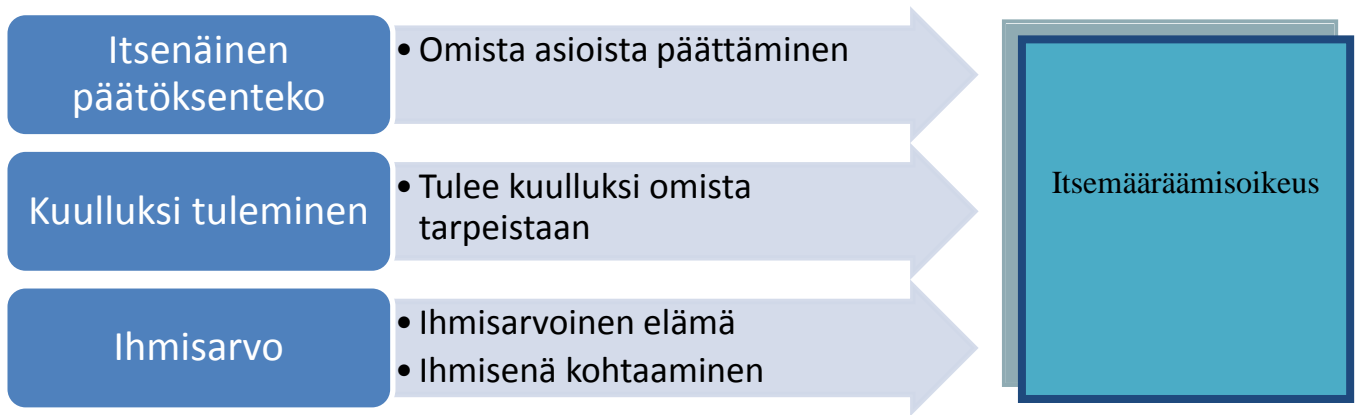 Itsenäinen
päätöksenteko
• Omista asioista päättäminen
Kuulluksi tuleminen
• Tulee kuulluksi omista
tarpeistaan
Ihmisarvo
• Ihmisarvoinen elämä
• Ihmisenä kohtaaminen
Itsemääräämisoikeus